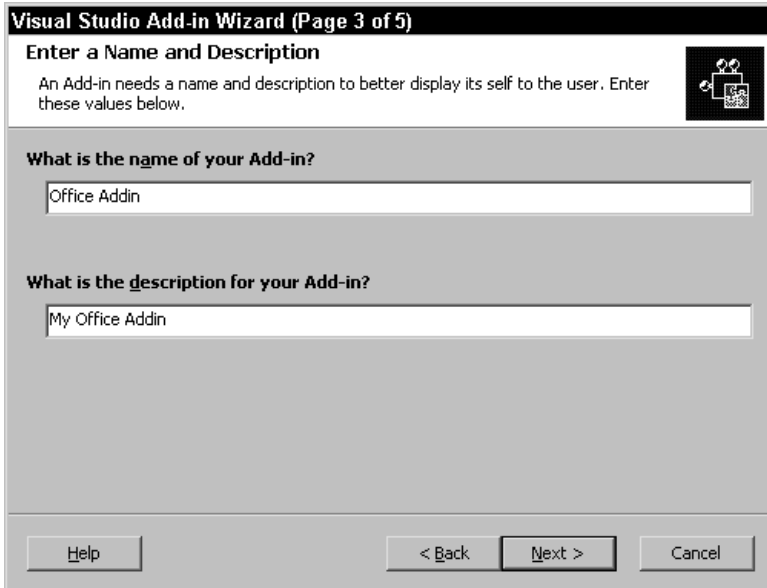 Visual Studio Add-in Wizard (Page 3 of 5)
Enter a Name and Description
An Add-in needs a name and description to better display its self to the user. Enter
these values below.
What is the name of your Add-in?
Office Addin
What is the description for your Add-in?
My Office Addin
Help
< Back
Next >
Cancel